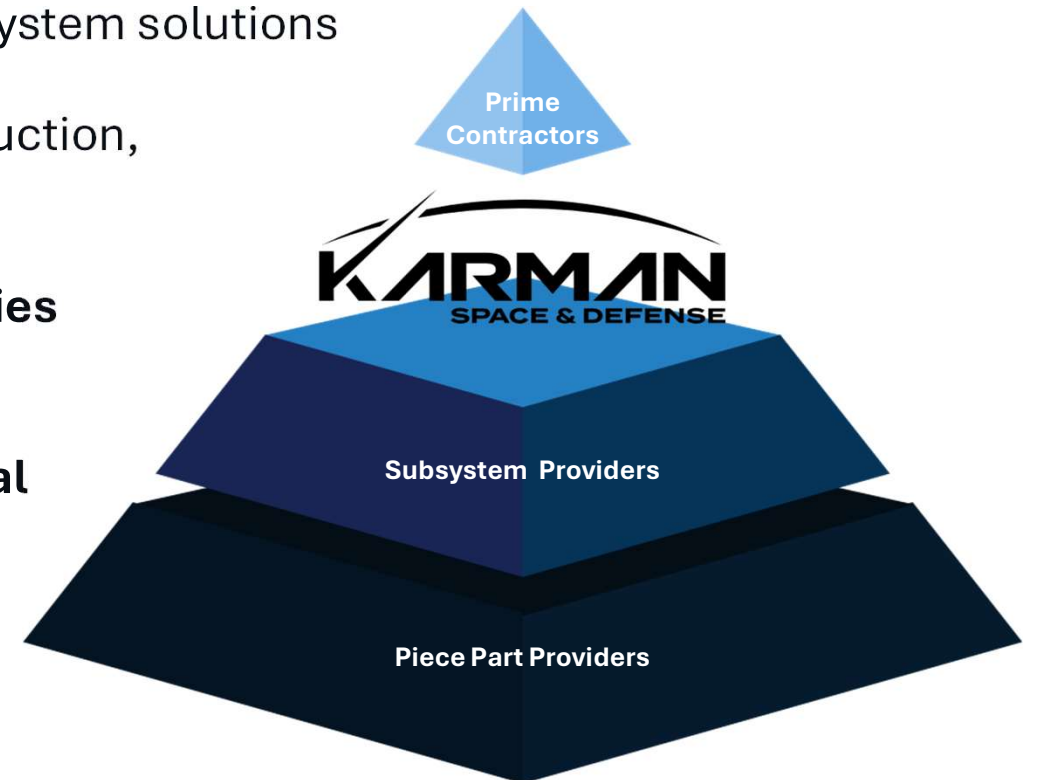 ystem solutions
Prime
Contractors
uction,
KARMAN
SPACE & DEFENSE
ies
Subsystem Providers
al
Piece Part Providers